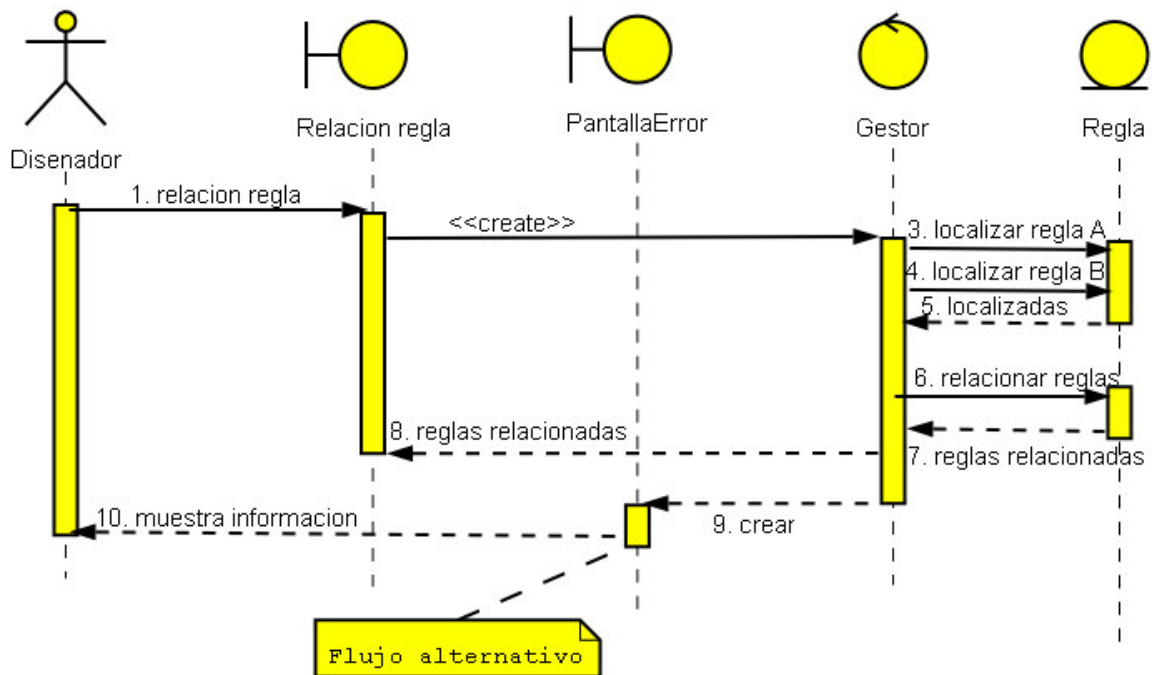 Disenador
Relacion regla
PantallaError
Gestor
Regla
1. relacion regla
<<create>>
3. localizar regla A
4. localizar regla B
5. localizadas
6. relacionar reglas
7. reglas relacionadas
8. reglas relacionadas
9. crear
10. muestra informacion
Flujo alternativo